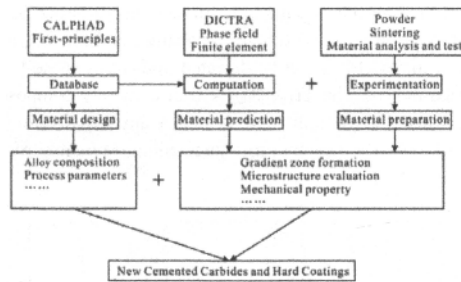 CALPHAD
First-principles
DICTRA
Phase field
Finite element
Powder
Sintering
Material analysis and test
Database
Computation
+
Experimentation
Material design
Material prediction
Material preparation
Alloy composition
Process parameters
... ...
+
Gradient zone formation
Microstructure evaluation
Mechanical property
... ...
New Cemented Carbides and Hard Coatings